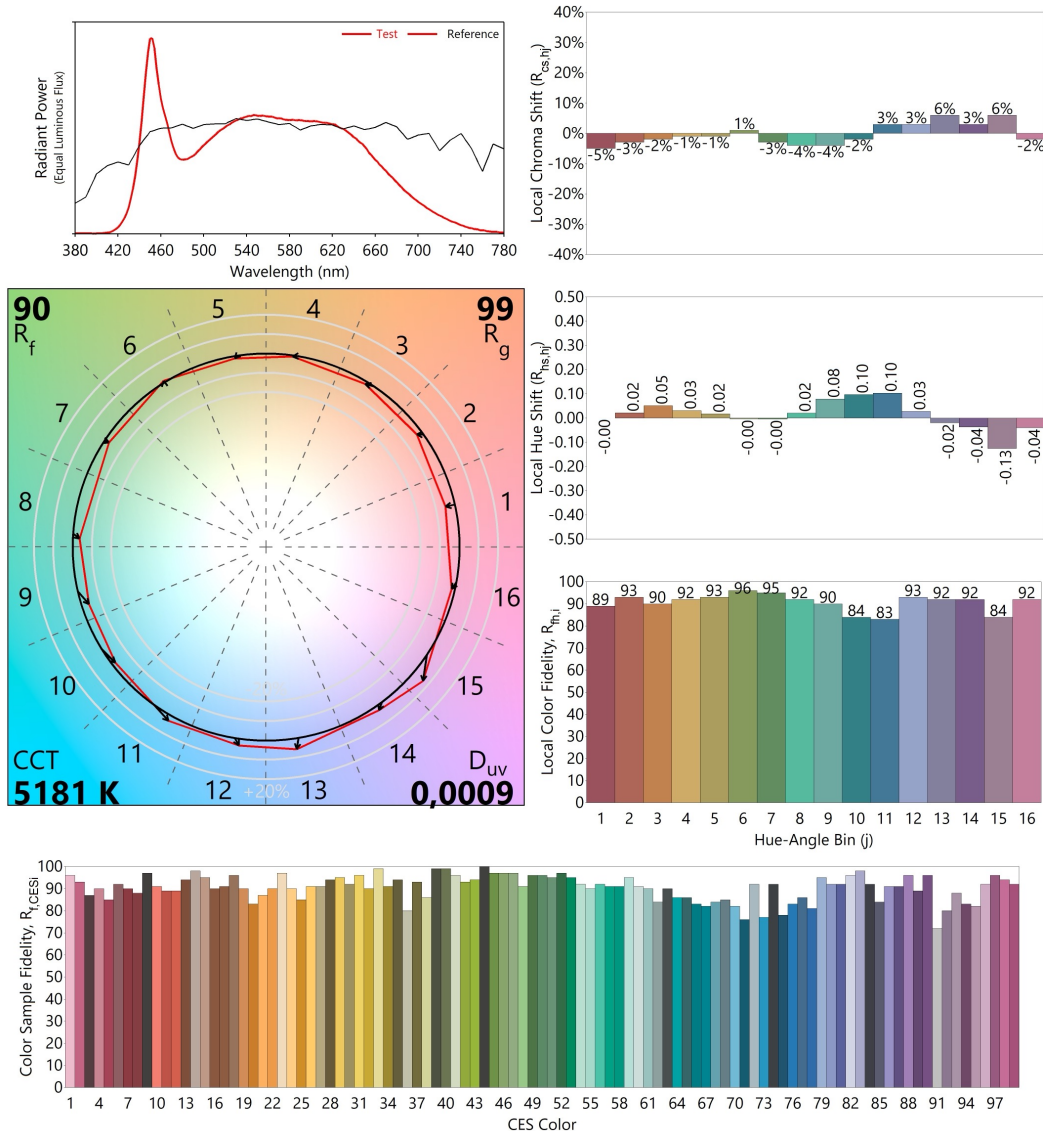 Test
Reference
Radiant Power
(Equal Luminous Flux)
380 420 460 500 540 580 620 660 700 740 780
Wavelength (nm)
Local Chroma Shift (Rcs,hj)
40%
30%
20%
10%
0%
-10%
-20%
-30%
-40%
-5% -3% -2% -1% -1% 1% -3% -4% -4% -2% 3% 3% 6% 3% 6% -2%
90
Rf
99
Rg
1
2
3
4
5
6
7
8
9
10
11
12
13
14
15
16
+20%
CCT
5181 K
Duv
0,0009
Local Hue Shift (Rhs,hj)
0.50
0.40
0.30
0.20
0.10
0.00
-0.10
-0.20
-0.30
-0.40
-0.50
-0.00 0.02 0.05 0.03 0.02 -0.00 -0.00 0.02 0.08 0.10 0.10 0.03 -0.02 -0.04 -0.13 -0.04
Local Color Fidelity, Rfh,i
100
90
80
70
60
50
40
30
20
10
0
89 93 90 92 93 96 95 92 90 84 83 93 92 92 84 92
1 2 3 4 5 6 7 8 9 10 11 12 13 14 15 16
Hue-Angle Bin (j)
Color Sample Fidelity, Rf,CESi
100
90
80
70
60
50
40
30
20
10
0
1 4 7 10 13 16 19 22 25 28 31 34 37 40 43 46 49 52 55 58 61 64 67 70 73 76 79 82 85 88 91 94 97
CES Color